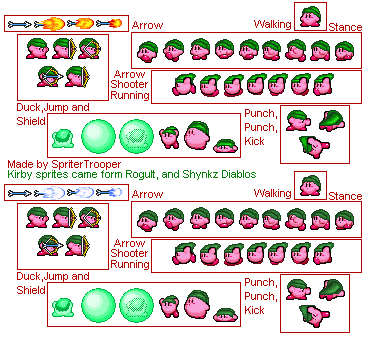 Arrow
Walking
Stance
Arrow
Shooter
Running
Duck,Jump and
Shield
Punch,
Punch,
Kick
Made by SpriterTrooper
Kirby sprites came form Rogult, and Shynkz Diablos
Arrow
Walking
Stance
Arrow
Shooter
Running
Duck,Jump and
Shield
Punch,
Punch,
Kick